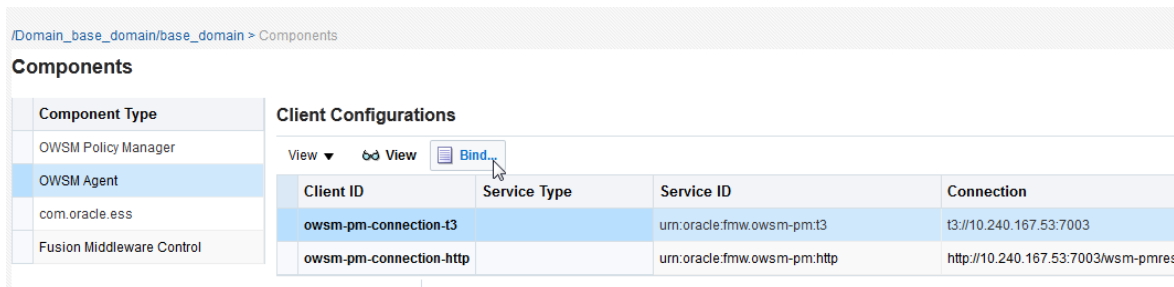 /Domain_base_domain/base_domain > Components
Components
Component Type
OWSM Policy Manager
OWSM Agent
com.oracle.ess
Fusion Middleware Control
Client Configurations
View ▼ View Bind...
Client ID Service Type Service ID Connection
owsm-pm-connection-t3 urn:oracle:fmw.owsm-pm:t3 t3://10.240.167.53:7003
owsm-pm-connection-http urn:oracle:fmw.owsm-pm:http http://10.240.167.53:7003/wsm-pmres